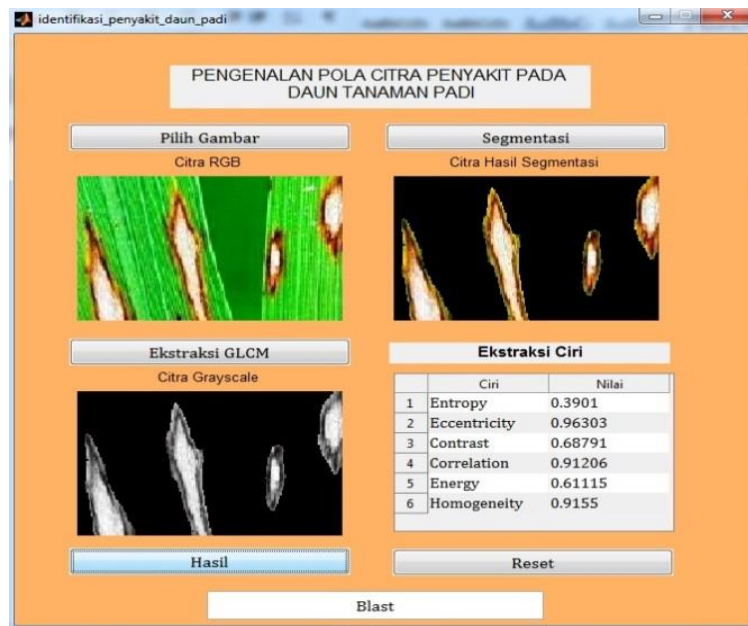 identifikasi_penyakit_daun_padi
PENGENALAN POLA CITRA PENYAKIT PADA
DAUN TANAMAN PADI
Pilih Gambar
Segmentasi
Citra RGB
Citra Hasil Segmentasi
Ekstraksi GLCM
Ekstraksi Ciri
Citra Grayscale
Ciri Nilai
1 Entropy 0.3901
2 Eccentricity 0.96303
3 Contrast 0.68791
4 Correlation 0.91206
5 Energy 0.61115
6 Homogeneity 0.9155
Hasil
Reset
Blast